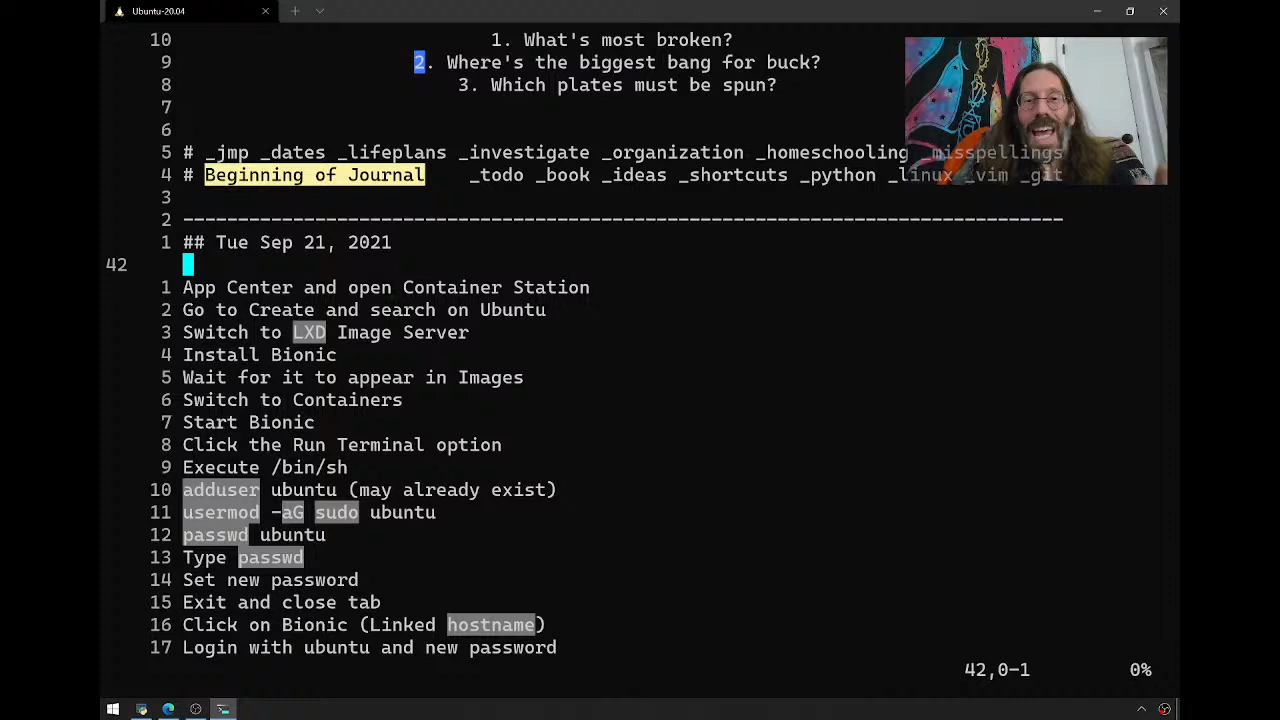 Ubuntu-20.04
10 1. What's most broken?
9 2. Where's the biggest bang for buck?
8 3. Which plates must be spun?
7
6
5 # _jmp _dates _lifeplans _investigate _organization _homeschooling _misspellings
4 # Beginning of Journal _todo _book _ideas _shortcuts _python _linux _vim _git
3
2 --------------------------------------------------------------------------------
1 ## Tue Sep 21, 2021
42
1 App Center and open Container Station
2 Go to Create and search on Ubuntu
3 Switch to LXD Image Server
4 Install Bionic
5 Wait for it to appear in Images
6 Switch to Containers
7 Start Bionic
8 Click the Run Terminal option
9 Execute /bin/sh
10 adduser ubuntu (may already exist)
11 usermod -aG sudo ubuntu
12 passwd ubuntu
13 Type passwd
14 Set new password
15 Exit and close tab
16 Click on Bionic (Linked hostname)
17 Login with ubuntu and new password
42,0-1 0%